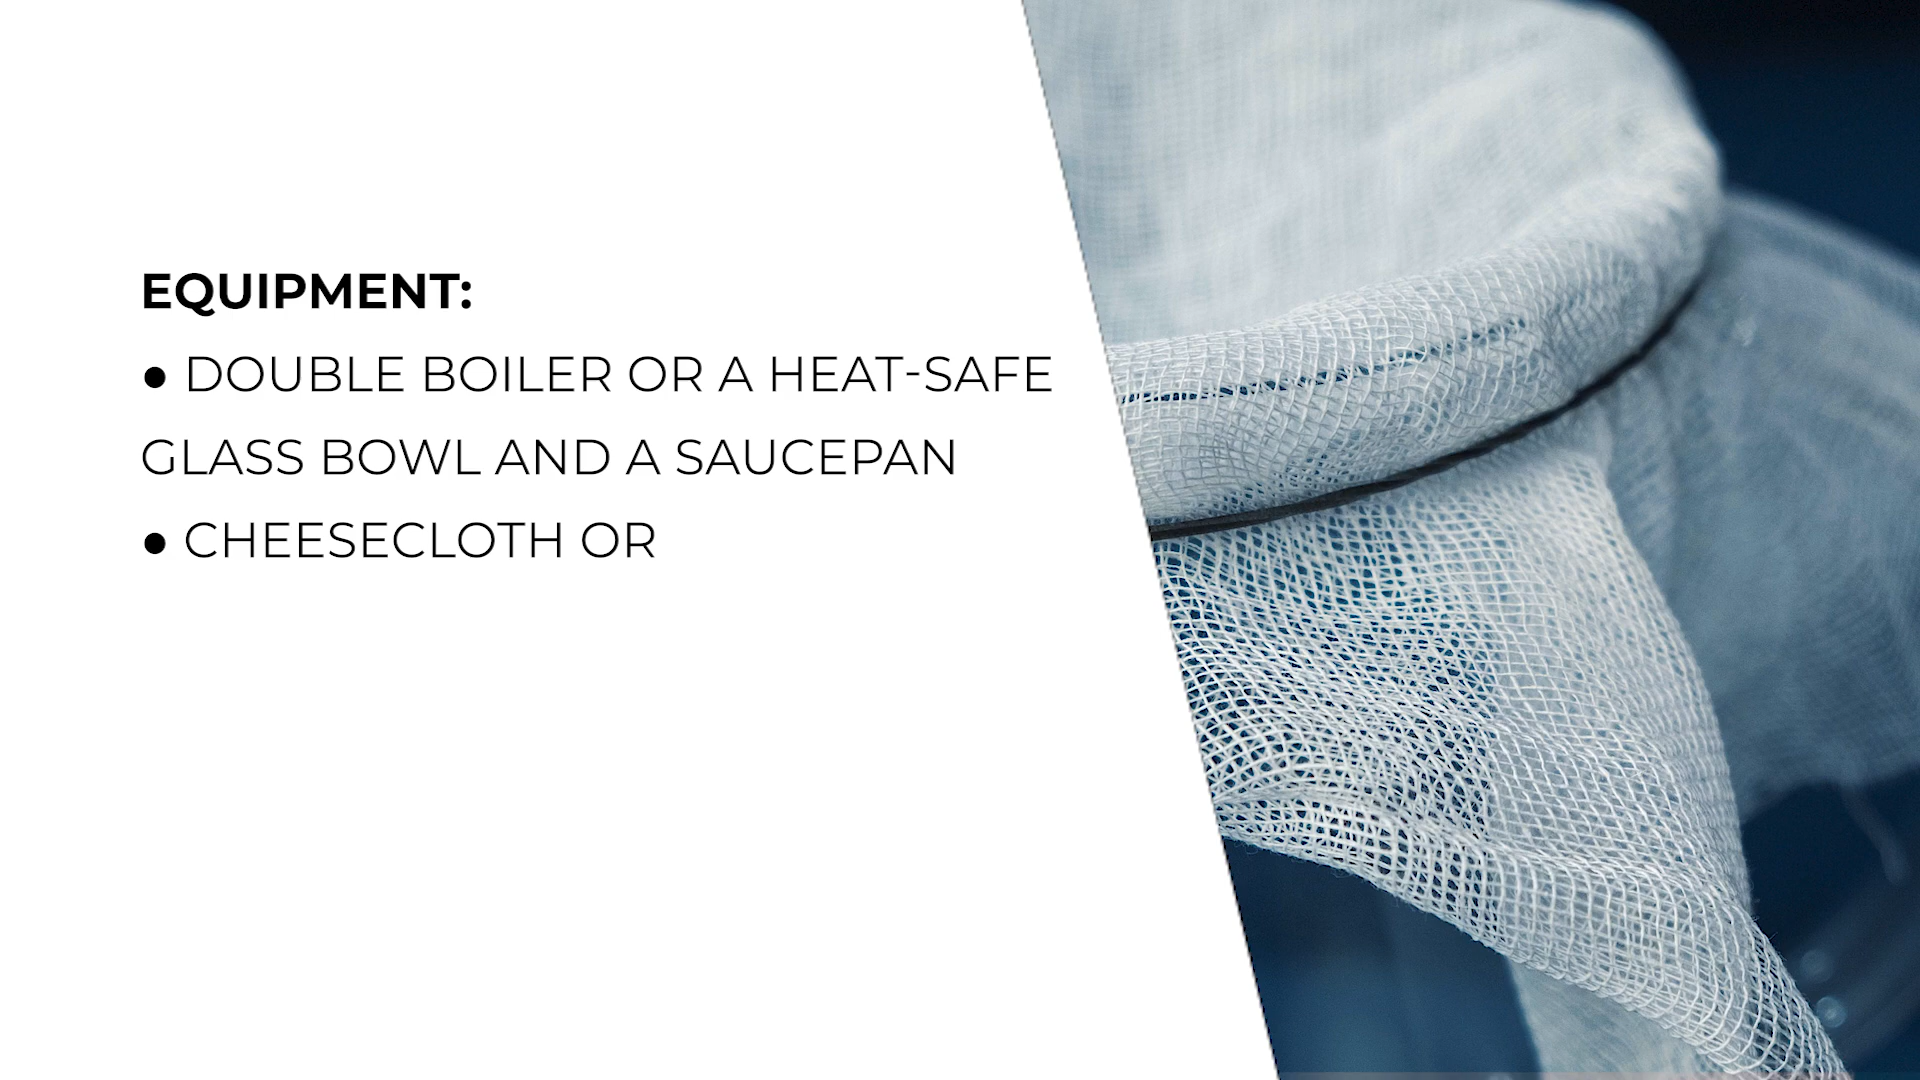 EQUIPMENT:
● DOUBLE BOILER OR A HEAT-SAFE
GLASS BOWL AND A SAUCEPAN
● CHEESECLOTH OR